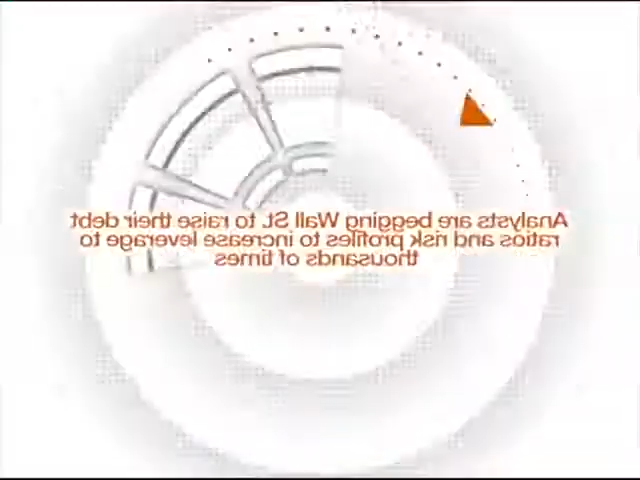 Analysts are begging Wall St. to raise their debt
ratios and risk profiles to increase leverage to
thousands of times